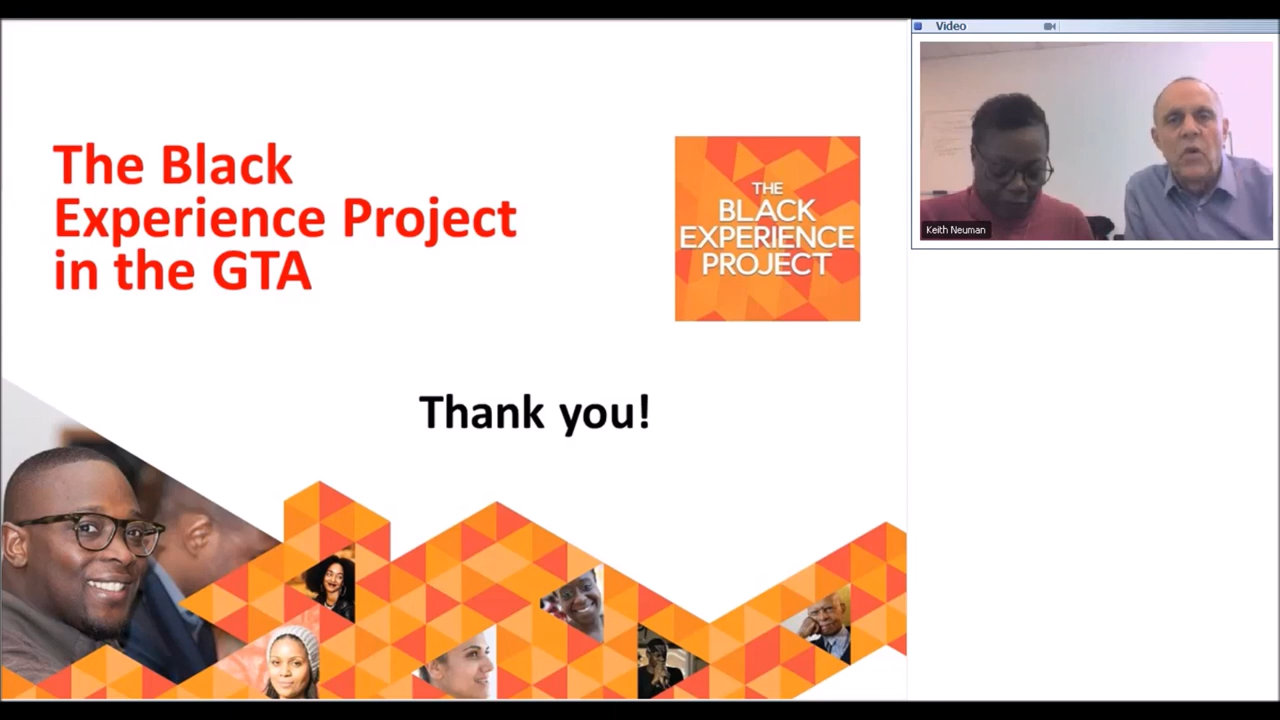 The Black
Experience Project
in the GTA
THE
BLACK
EXPERIENCE
PROJECT
Thank you!
Video
Keith Neuman